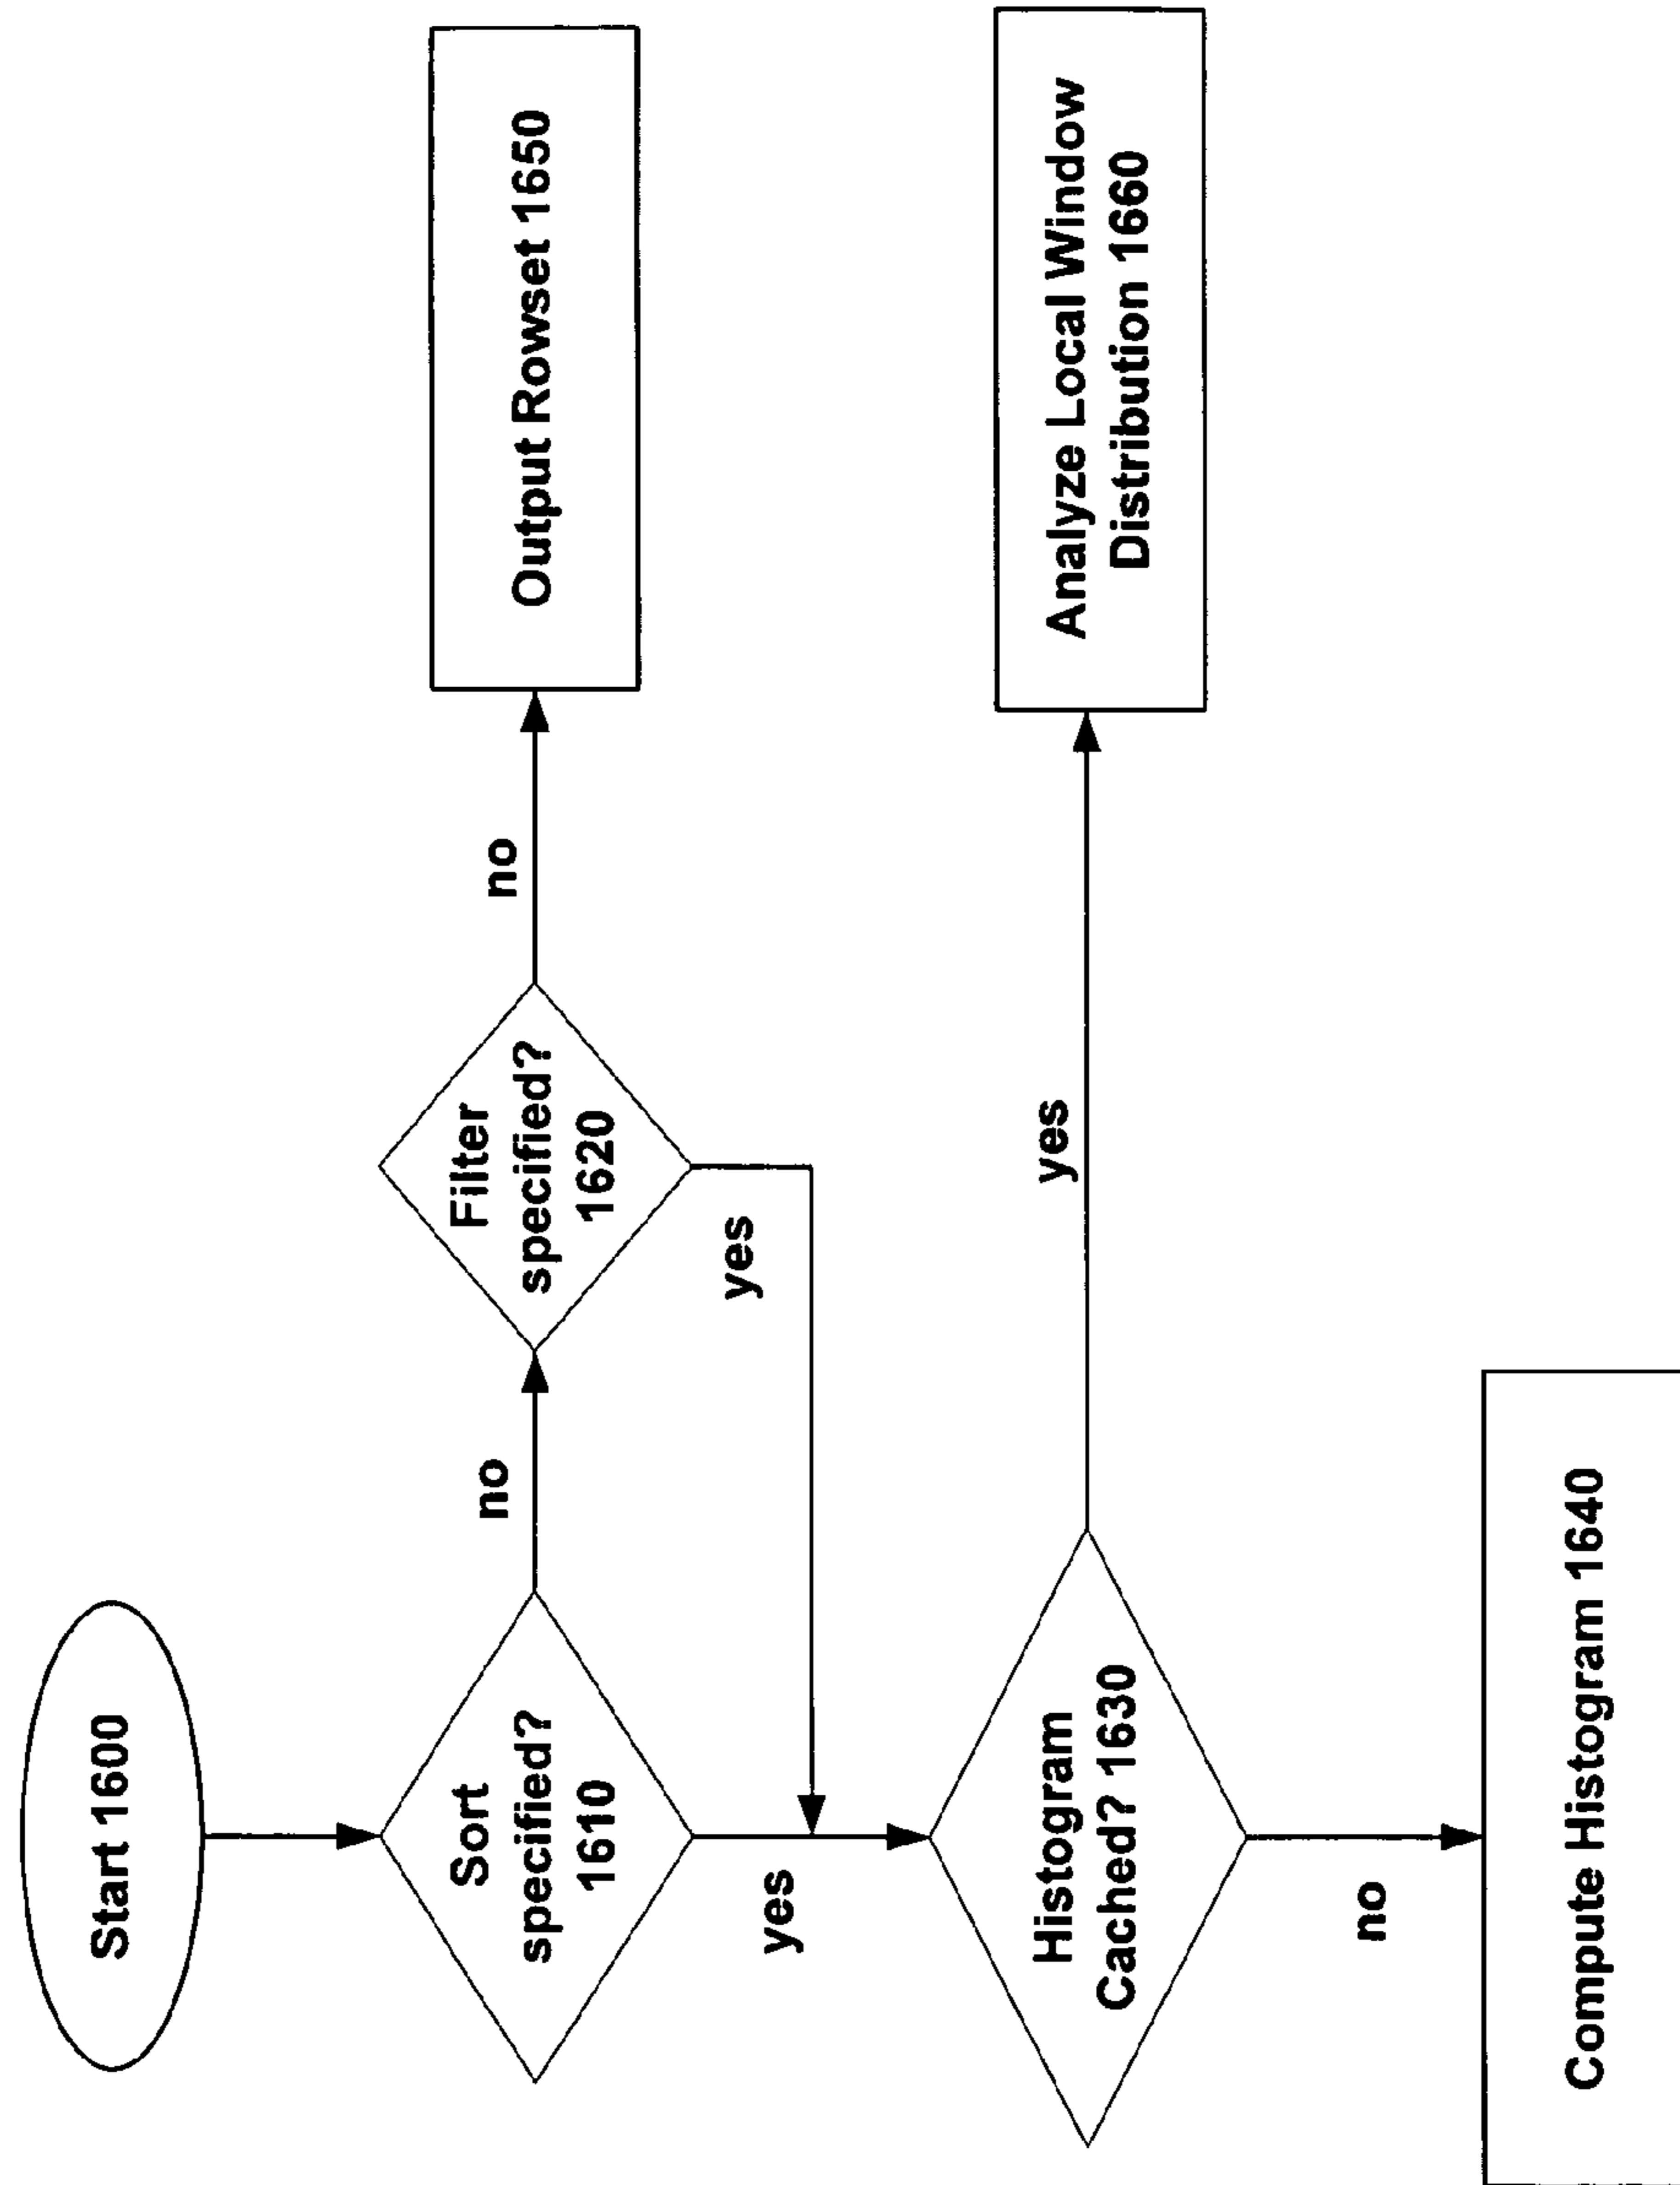 Start 1600
Sort
specified?
1610
no
Filter
specified?
1620
no
Output Rowset 1650
yes
yes
Histogram
Cached? 1630
yes
Analyze Local Window
Distribution 1660
no
Compute Histogram 1640